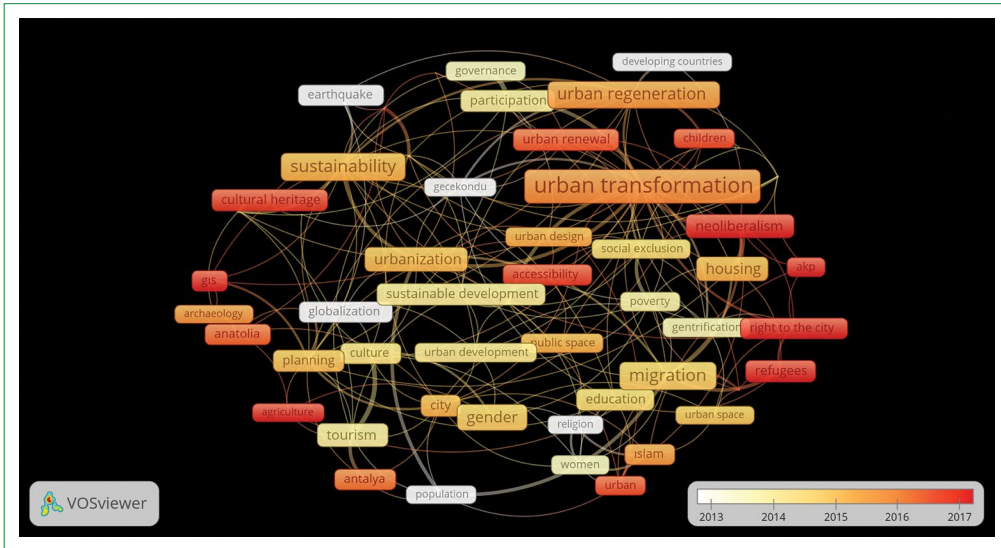 developing countries
governance
earthquake
participation
urban regeneration
urban renewal
children
sustainability
gecekondu
urban transformation
cultural heritage
neoliberalism
urban design
social exclusion
urbanization
housing
akp
accessibility
gis
sustainable development
poverty
archaeology
globalization
gentrification
right to the city
anatolia
public space
culture
urban development
planning
migration
refugees
education
city
gender
agriculture
urban space
religion
tourism
islam
women
antalya
urban
population
VOSviewer
2013 2014 2015 2016 2017